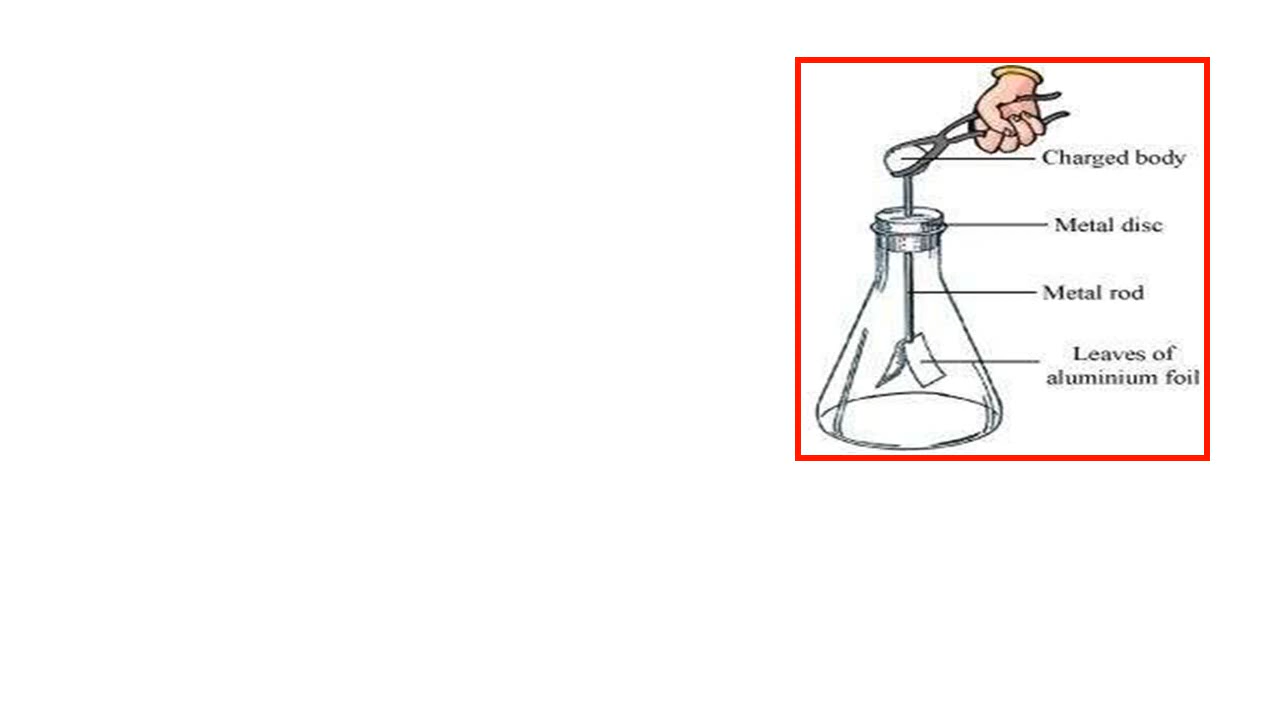 Charged body
Metal disc
Metal rod
Leaves of
aluminium foil